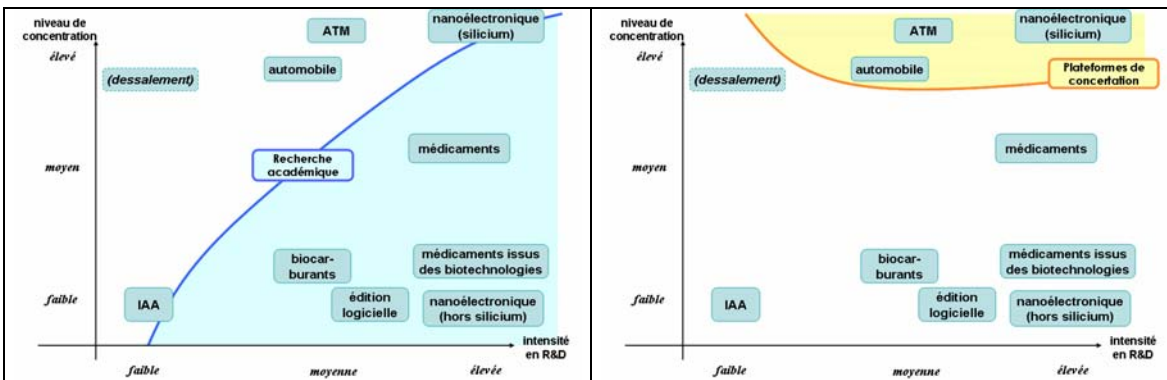 niveau de
concentration
élevé
moyen
faible
ATM
nanoélectronique
(silicium)
(dessalement)
automobile
Recherche
académique
médicaments
biocar-
burants
médicaments issus
des biotechnologies
IAA
édition
logicielle
nanoélectronique
(hors silicium)
intensité
en R&D
faible
moyenne
élevée
niveau de
concentration
élevé
moyen
faible
ATM
nanoélectronique
(silicium)
(dessalement)
automobile
Plateformes de
concertation
médicaments
biocar-
burants
médicaments issus
des biotechnologies
IAA
édition
logicielle
nanoélectronique
(hors silicium)
intensité
en R&D
faible
moyenne
élevée